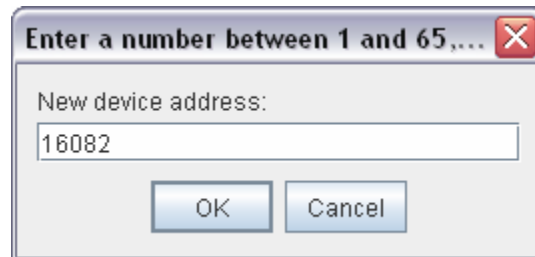 Enter a number between 1 and 65,...
New device address:
16082
OK Cancel